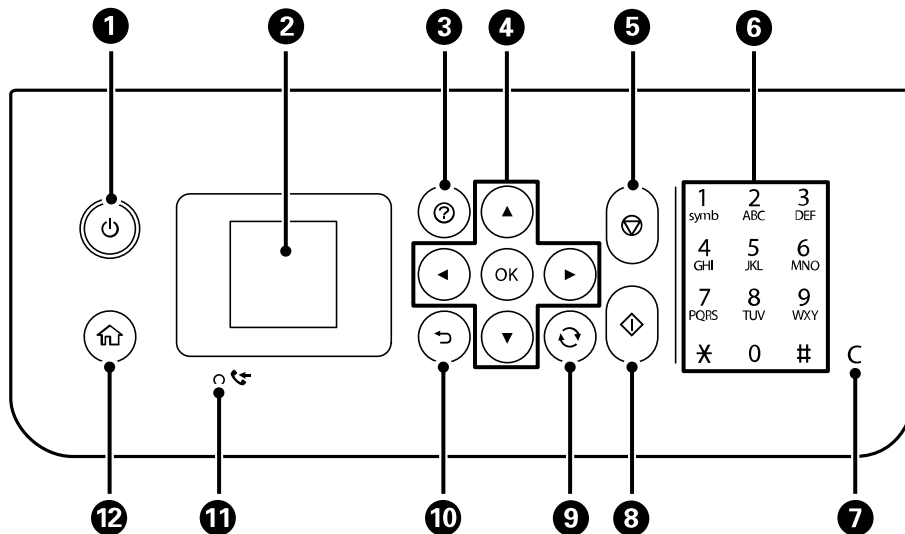 1 2 3 4 5 6
1 2 3
symb ABC DEF
OK
4 5 6
GHI JKL MNO
7 8 9
PQRS TUV WXY
* 0 #
C
12 11 10 9 8 7